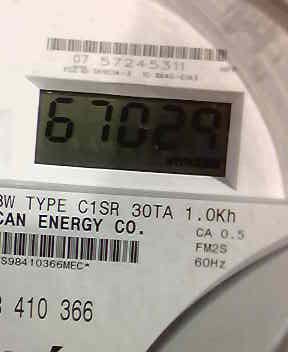 07 57245311
67029
3W TYPE C1SR 30TA 1.0Kh
CAN ENERGY CO.
CA 0.5
FM2S
60Hz
S98410366MEC*
410 366